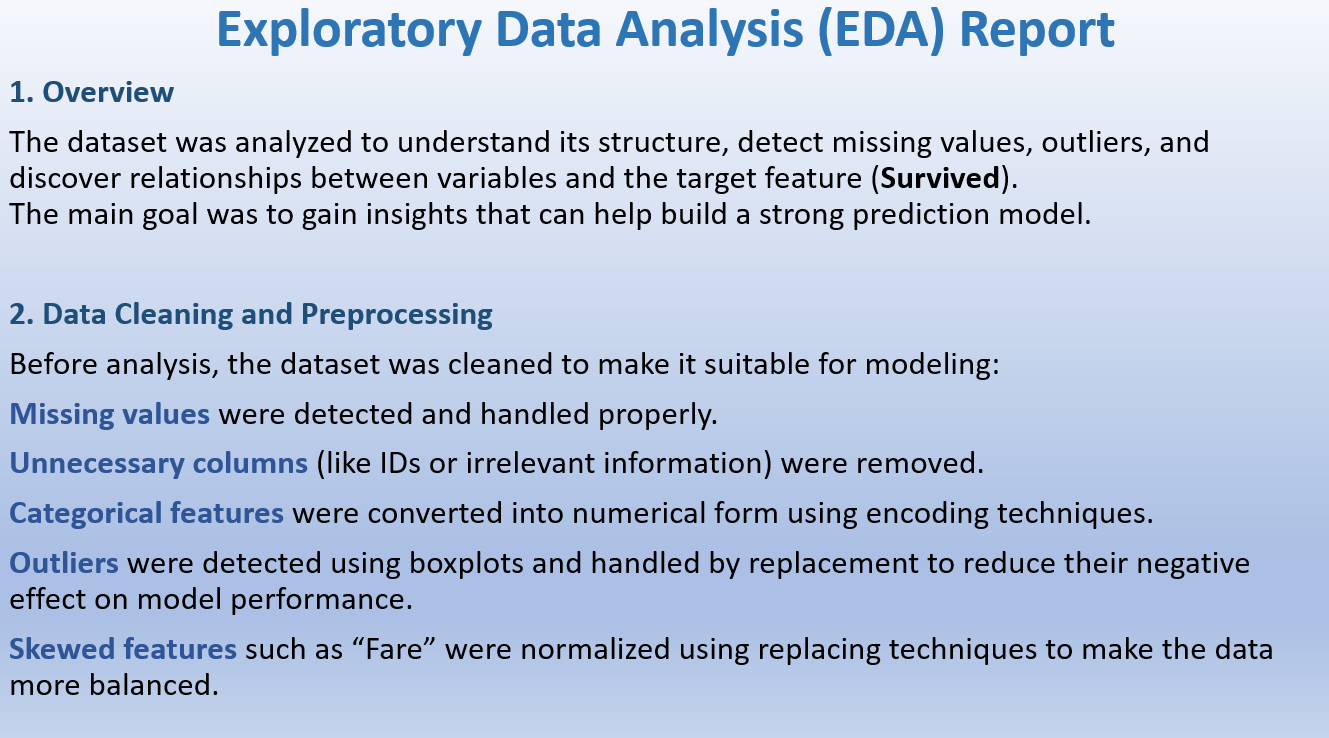 Exploratory Data Analysis (EDA) Report
1. Overview
The dataset was analyzed to understand its structure, detect missing values, outliers, and
discover relationships between variables and the target feature (Survived).
The main goal was to gain insights that can help build a strong prediction model.
2. Data Cleaning and Preprocessing
Before analysis, the dataset was cleaned to make it suitable for modeling:
Missing values were detected and handled properly.
Unnecessary columns (like IDs or irrelevant information) were removed.
Categorical features were converted into numerical form using encoding techniques.
Outliers were detected using boxplots and handled by replacement to reduce their negative
effect on model performance.
Skewed features such as “Fare” were normalized using replacing techniques to make the data
more balanced.